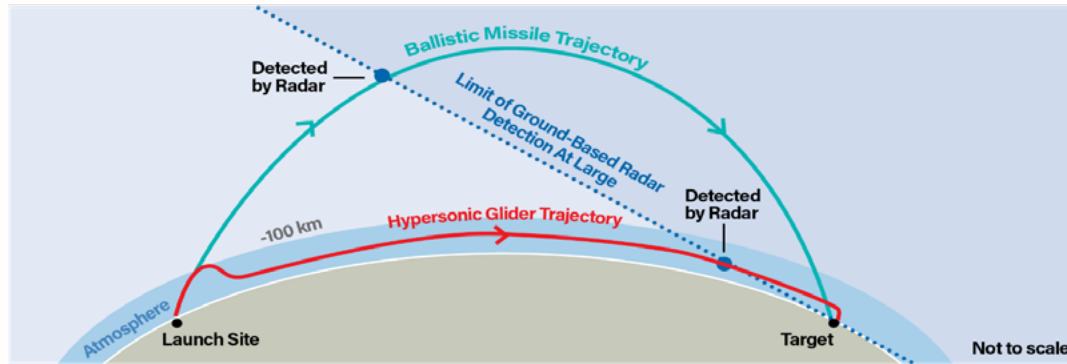 Ballistic Missile Trajectory
Detected
by Radar
Limit of Ground-Based Radar
Detection At Large
Detected
by Radar
~100 km
Hypersonic Glider Trajectory
Atmosphere
Launch Site
Target
Not to scale